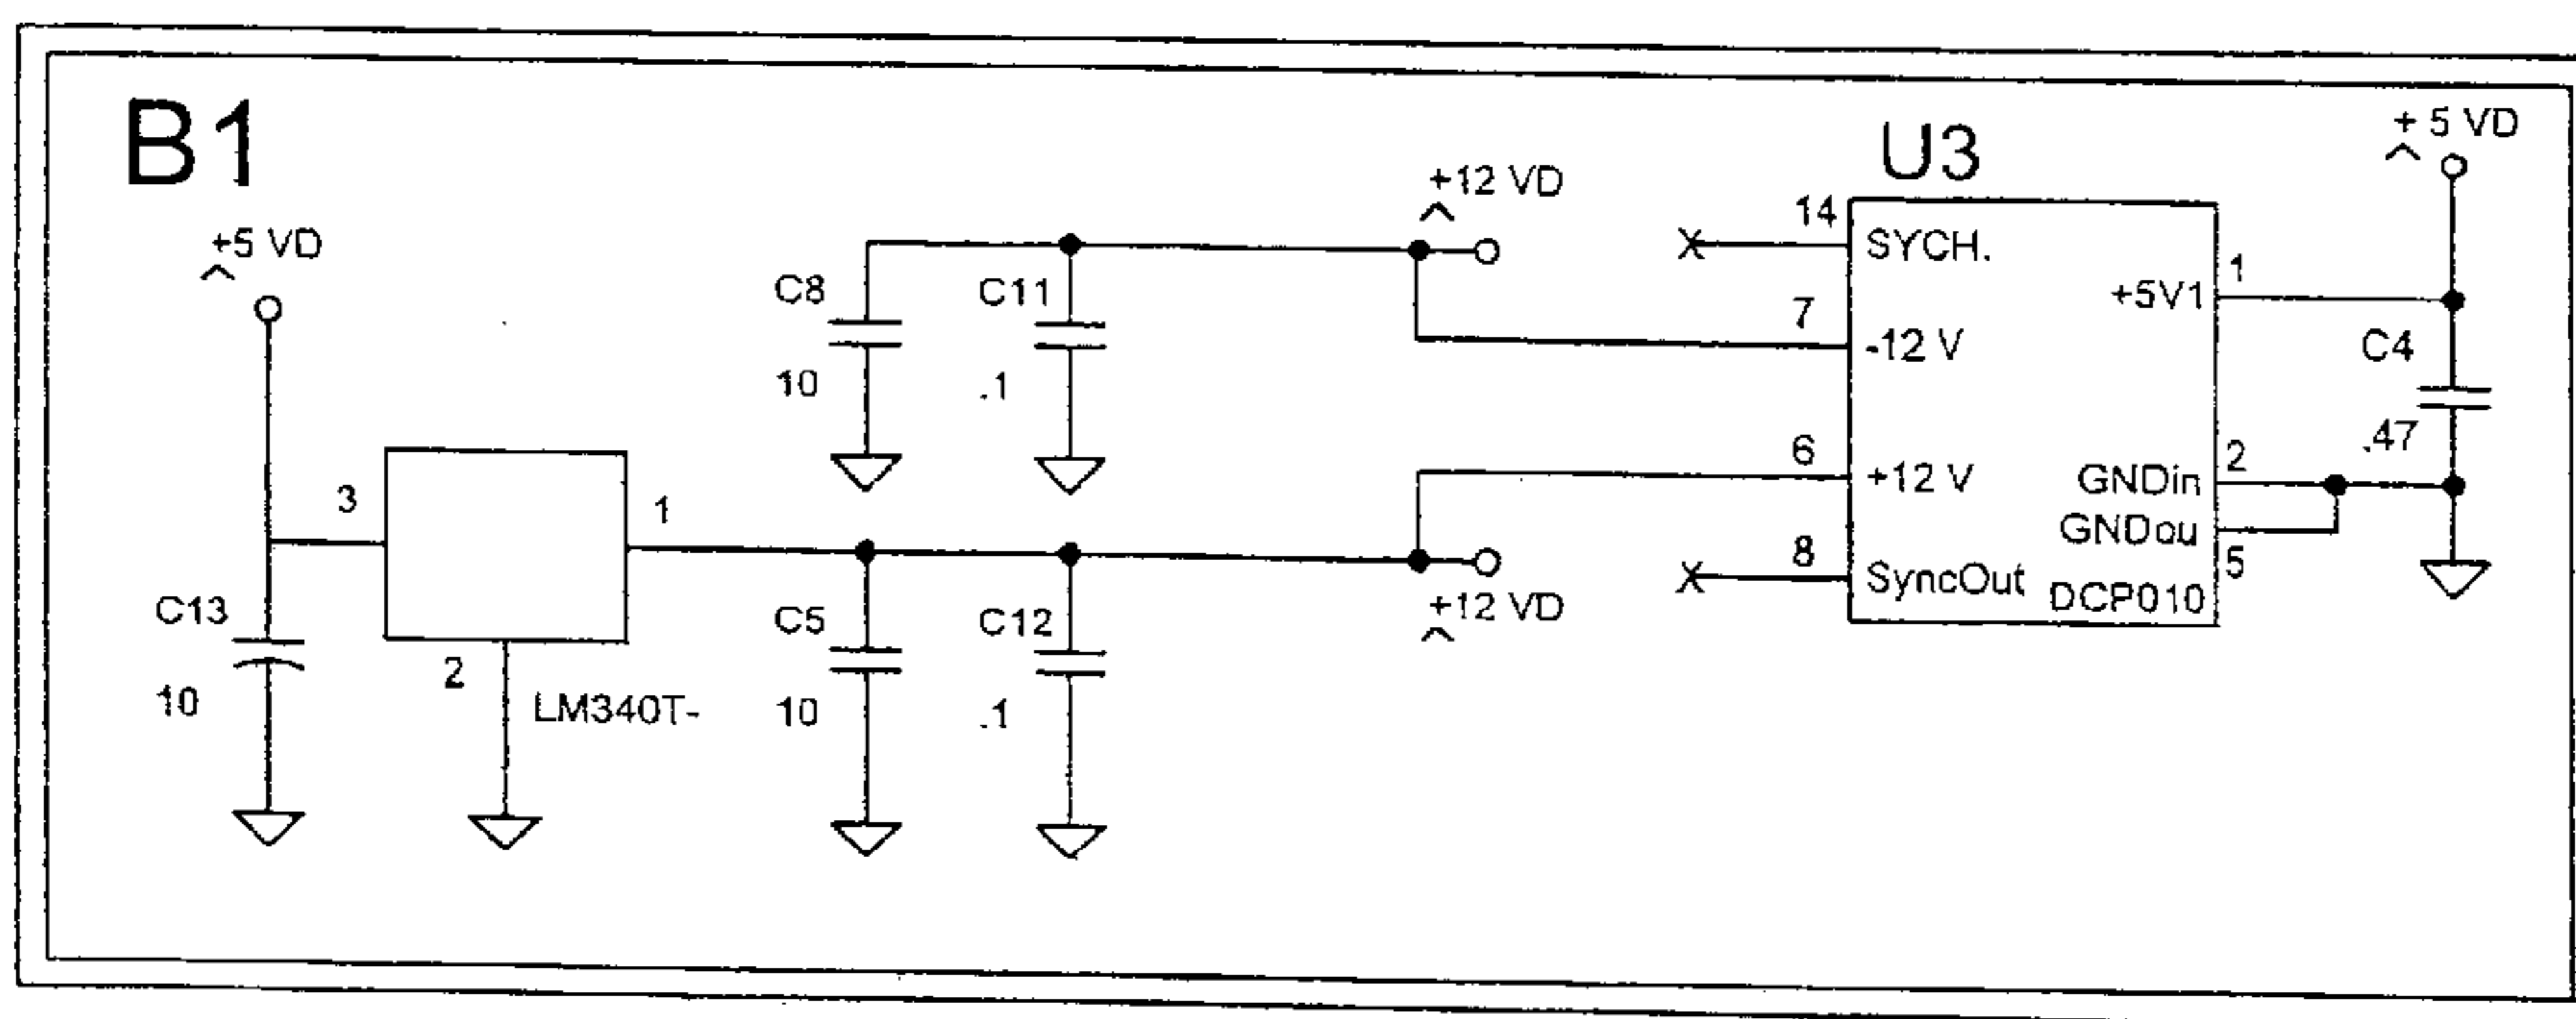 B1
+5 VD
3
1
2
LM340T-
C13
10
C8
10
C11
.1
+12 VD
C5
10
C12
.1
+12 VD
U3
14
SYCH.
7
-12 V
6
+12 V
8
SyncOut
+5V1
1
GNDin
2
GNDou
5
DCP010
+ 5 VD
C4
.47
X
X